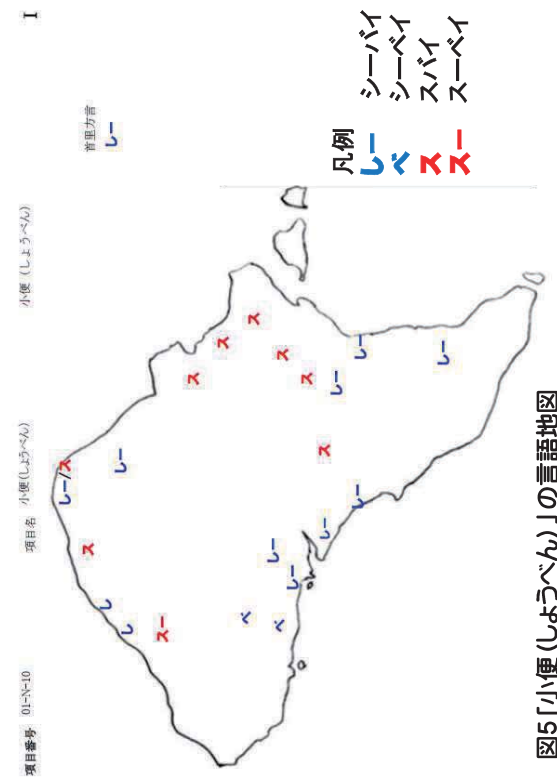 項目番号 01-N-10 項目名 小便(しょうべん) 小便(しょうべん) I
首里方言
しー
凡例
しー シーバイ
ベ シーベイ
ス スバイ
スー スーベイ
しー/ス
しー
ス
し
し
スー
ス
ス
ス
ス
ス
ス
しー
しー
しー
しー
しー
しー
しー
ベ
ベ
図5「小便(しょうべん)」の言語地図